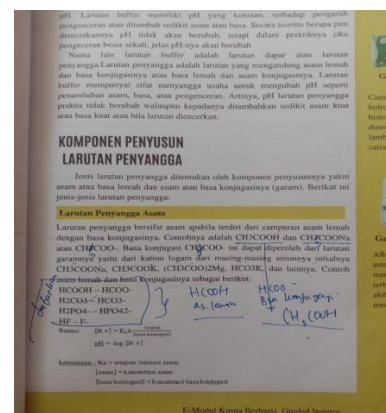 pH. Larutan buffer memiliki pH yang konstan, terhadap pengaruh
pengenceran atau ditambah sedikit asam atau basa. Secara teoritis berapa pun
diencerkannya pH tidak akan berubah, tetapi dalam praktiknya jika
pengeceran besar sekali, jelas pH-nya akan berubah
Nama lain larutan buffer adalah larutan dapar atau larutan
penyangga.Larutan Penyangga adalah larutan yang mengandung asam lemah
dan basa konjugasinya atau basa lemah dan asam konjugasinya. Larutan
buffer mempunyai sifat menyangga usaha untuk mengubah pH seperti
penambahan asam, basa, atau pengenceran. Artinya, pH larutan penyangga
praktis tidak berubah walaupun kepadanya ditambahkan sedikit asam kuat
atau basa kuat atau bila larutan diencerkan.
KOMPONEN PENYUSUN
LARUTAN PENYANGGA
Jenis larutan penyangga ditentukan oleh komponen penyusunnya yakni
asam atau basa lemah dan asam atau basa konjugasinya (garam). Berikut ini
jenis-jenis larutan penyangga:
Larutan Penyangga Asam
Larutan penyangga bersifat asam apabila terdiri dari campuran asam lemah
dengan basa konjugasinya. Contohnya adalah CH3COOH dan CH3COONa
atau CH3COO-. Basa konjugasi CH3COO- ini dapat diperoleh dari larutan
garamnya yaitu dari kation logam dari masing-masing anionnya misalnya
CH3COONa, CH3COOK, (CH3COO)2Mg, HCO3K, dan lainnya. Contoh
asam lemah dan basa konjugasinya sebagai berikut:
HCOOH – HCOO-
H2CO3 – HCO3-
H2PO4- – HPO42-
HF – F-
HCOOH
as. lemah
HCOO-
CH3COOH
Rumus: [H +] = Ka x [asam] / [basa konjugasi]
pH = -log [H +]
Keterangan : Ka = tetapan ionisasi asam
[asam] = konsentrasi asam
[basa konjugasi] = konsentrasi basa konjugasi
E-Modul Kimia Berbasis Guided Inquiry